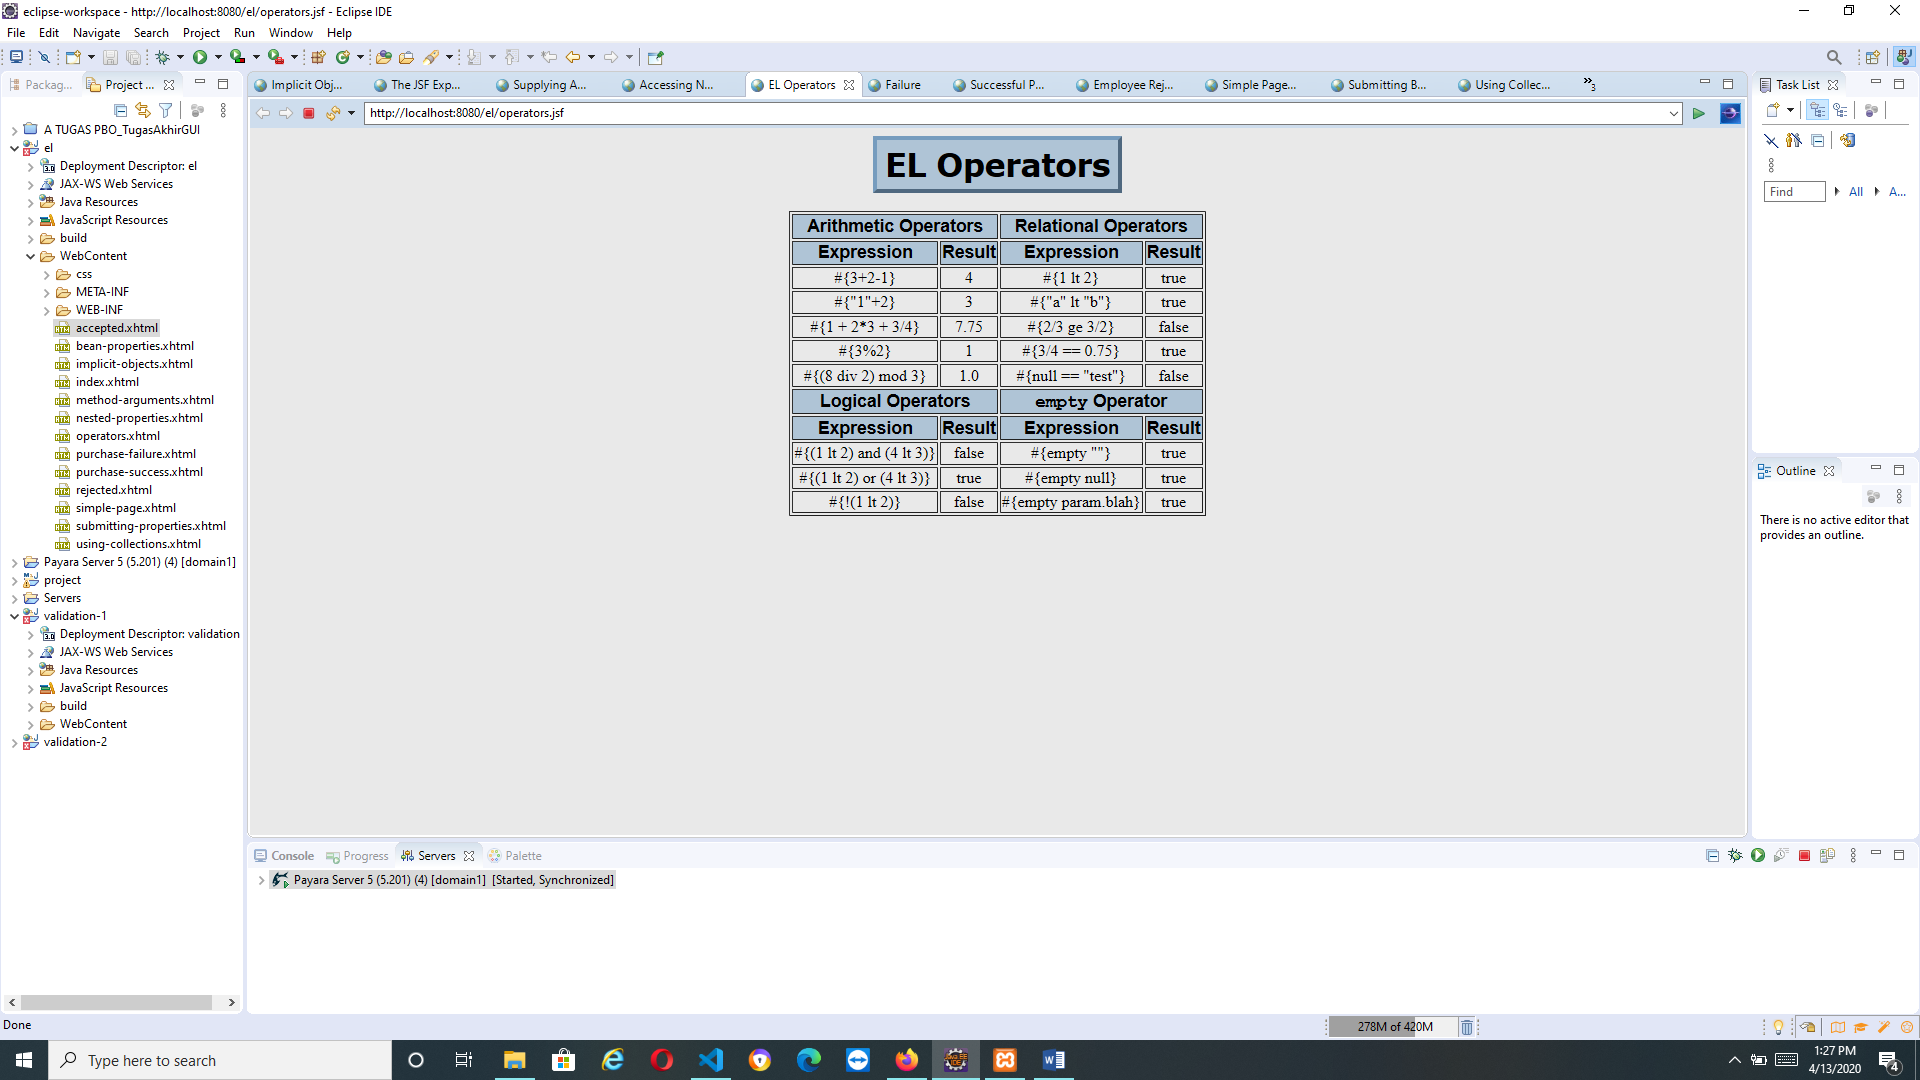 eclipse-workspace - http://localhost:8080/el/operators.jsf - Eclipse IDE
File Edit Navigate Search Project Run Window Help
Packag... Project ...
A TUGAS PBO_TugasAkhirGUI
el
Deployment Descriptor: el
JAX-WS Web Services
Java Resources
JavaScript Resources
build
WebContent
css
META-INF
WEB-INF
accepted.xhtml
bean-properties.xhtml
implicit-objects.xhtml
index.xhtml
method-arguments.xhtml
nested-properties.xhtml
operators.xhtml
purchase-failure.xhtml
purchase-success.xhtml
rejected.xhtml
simple-page.xhtml
submitting-properties.xhtml
using-collections.xhtml
Payara Server 5 (5.201) (4) [domain1]
project
Servers
validation-1
Deployment Descriptor: validation
JAX-WS Web Services
Java Resources
JavaScript Resources
build
WebContent
validation-2
Implicit Obj... The JSF Exp... Supplying A... Accessing N... EL Operators Failure Successful P... Employee Rej... Simple Page... Submitting B... Using Collec... »3
http://localhost:8080/el/operators.jsf
EL Operators
Arithmetic Operators Relational Operators
Expression Result Expression Result
#{3+2-1} 4 #{1 lt 2} true
#{"1"+2} 3 #{"a" lt "b"} true
#{1 + 2*3 + 3/4} 7.75 #{2/3 ge 3/2} false
#{3%2} 1 #{3/4 == 0.75} true
#{(8 div 2) mod 3} 1.0 #{null == "test"} false
Logical Operators empty Operator
Expression Result Expression Result
#{(1 lt 2) and (4 lt 3)} false #{empty ""} true
#{(1 lt 2) or (4 lt 3)} true #{empty null} true
#{!(1 lt 2)} false #{empty param.blah} true
Console Progress Servers Palette
Payara Server 5 (5.201) (4) [domain1] [Started, Synchronized]
Task List
Find All A...
Outline
There is no active editor that
provides an outline.
Done
278M of 420M
Type here to search
1:27 PM
4/13/2020
4